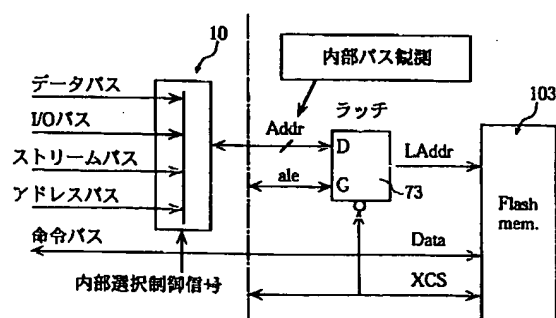 10
内部バス観測
データバス
I/Oバス
ストリームバス
アドレスバス
命令バス
内部選択制御信号
Addr
ale
ラッチ
D
G
73
LAddr
103
Flash
mem.
Data
XCS